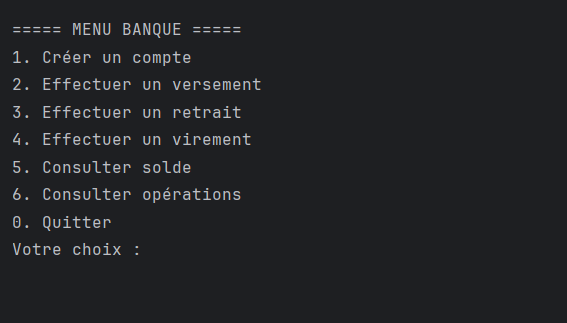 ===== MENU BANQUE =====
1. Créer un compte
2. Effectuer un versement
3. Effectuer un retrait
4. Effectuer un virement
5. Consulter solde
6. Consulter opérations
0. Quitter
Votre choix :